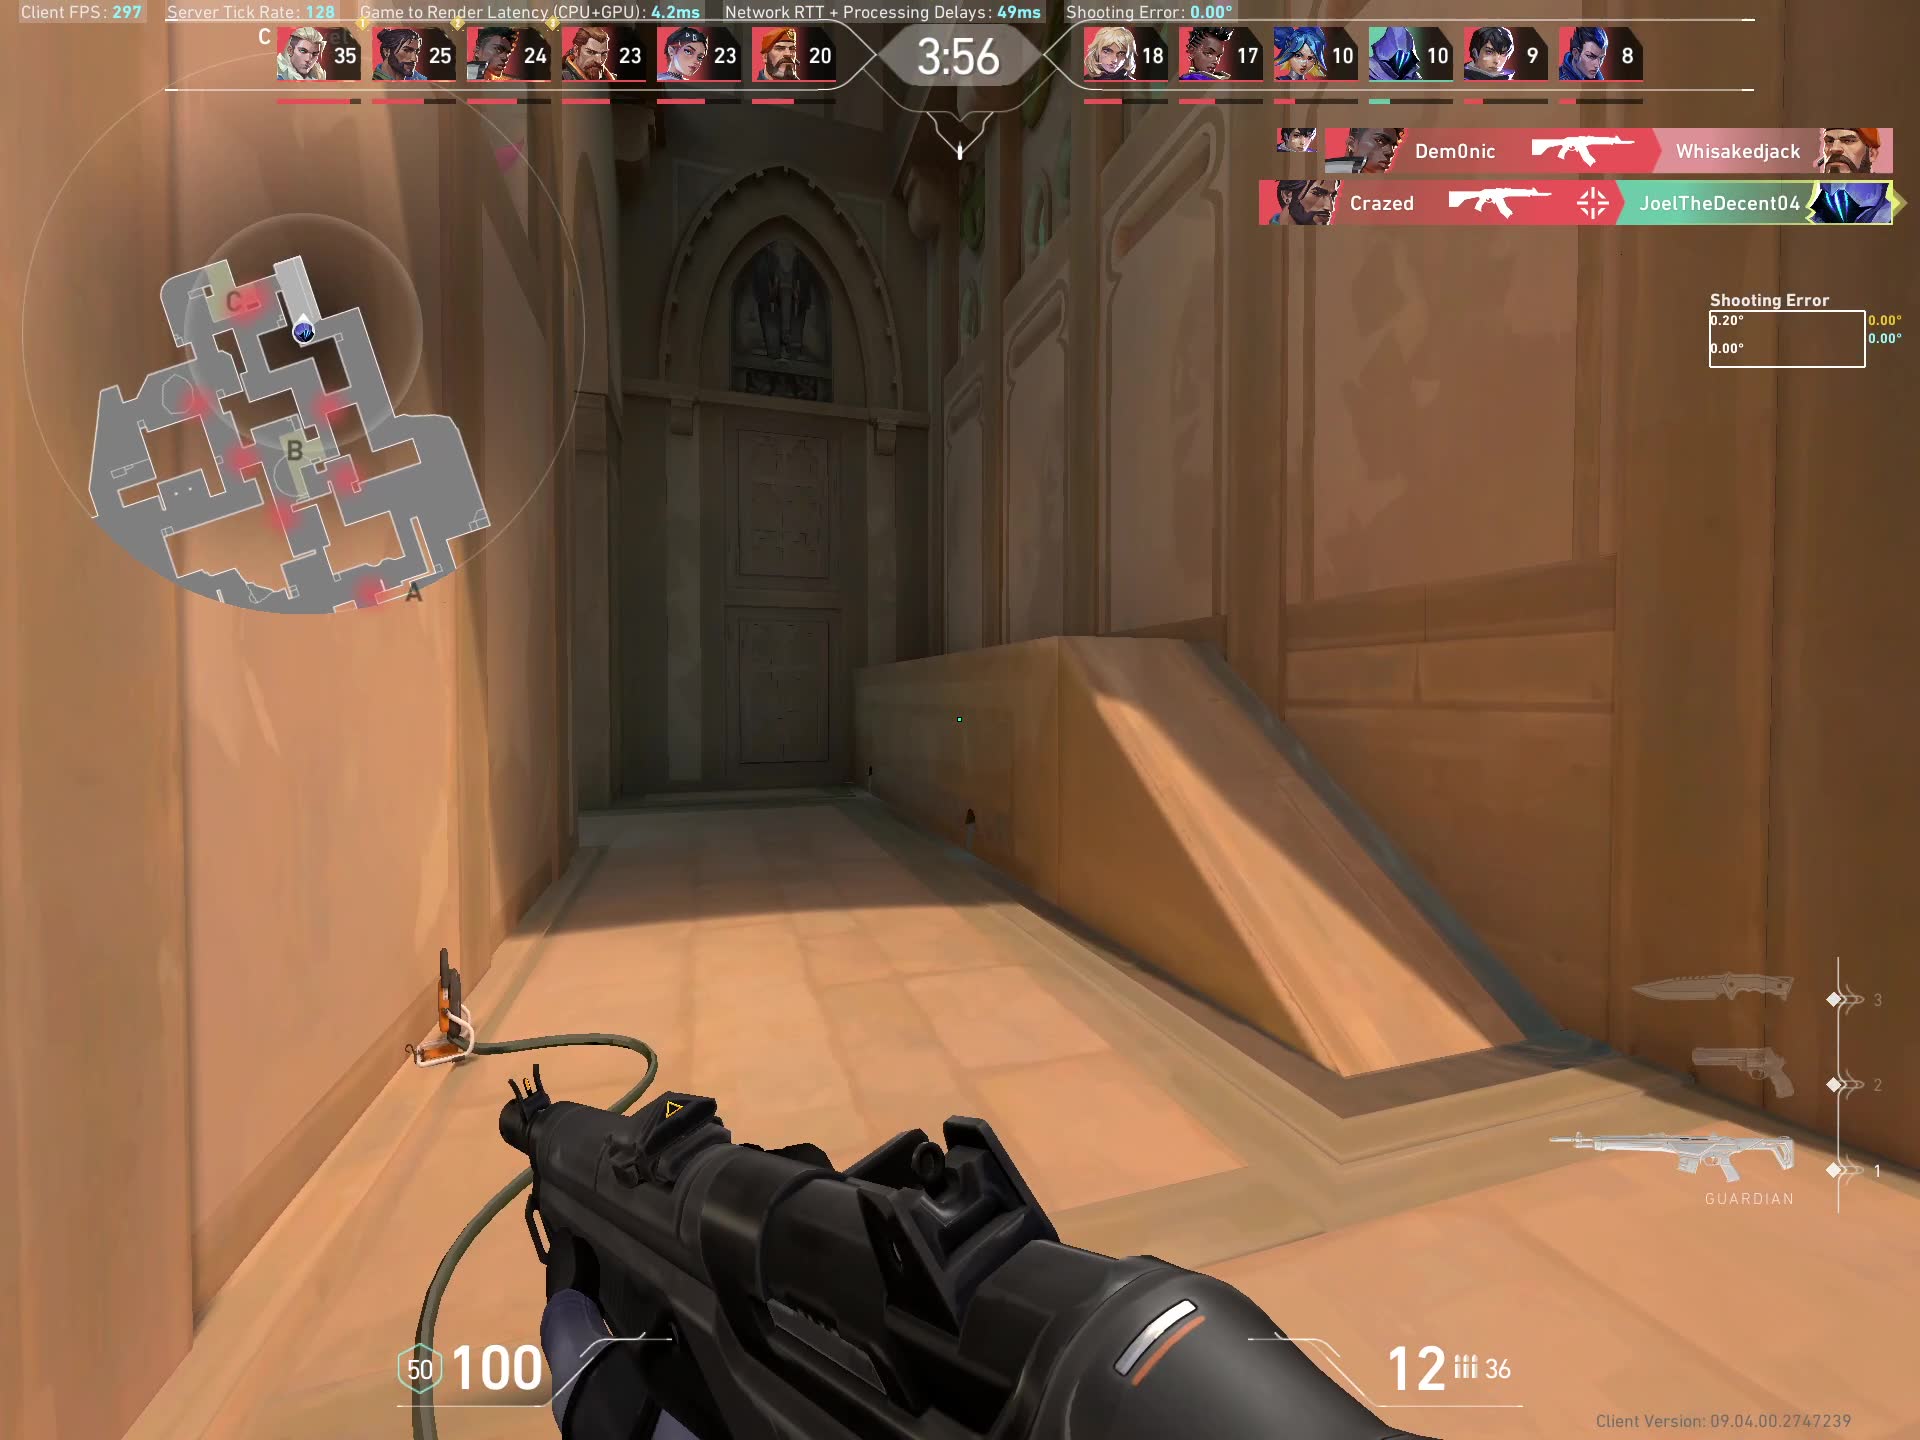 Client FPS: 297 Server Tick Rate: 128 Game to Render Latency (CPU+GPU): 4.2ms Network RTT + Processing Delays: 49ms Shooting Error: 0.00°
35 25 24 23 23 20 3:56 18 17 10 10 9 8
Dem0nic Whisakedjack
Crazed JoelTheDecent04
Shooting Error
0.20° 0.00°
0.00°
0.00°
C
B
A
3
2
1
GUARDIAN
50 100
12 36
Client Version: 09.04.00.2747239